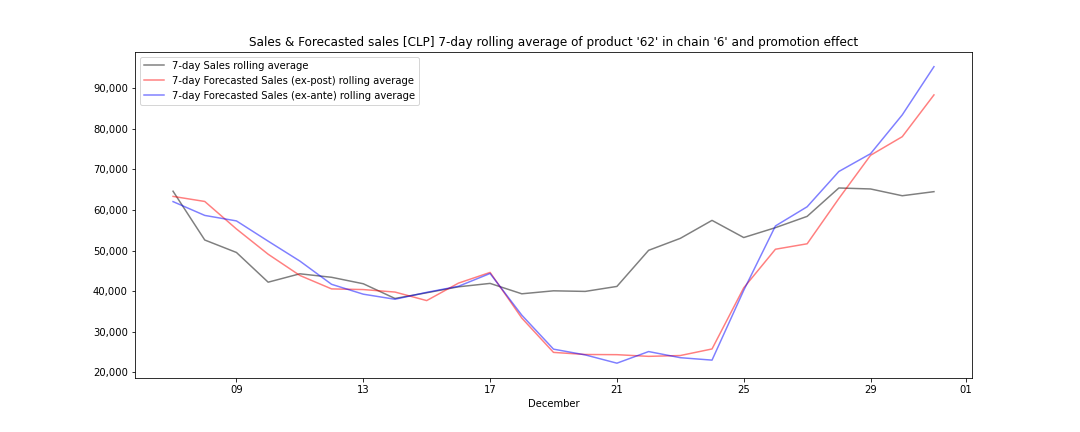 Sales & Forecasted sales [CLP] 7-day rolling average of product '62' in chain '6' and promotion effect
7-day Sales rolling average
7-day Forecasted Sales (ex-post) rolling average
7-day Forecasted Sales (ex-ante) rolling average
90,000
80,000
70,000
60,000
50,000
40,000
30,000
20,000
09 13 17 21 25 29 01
December